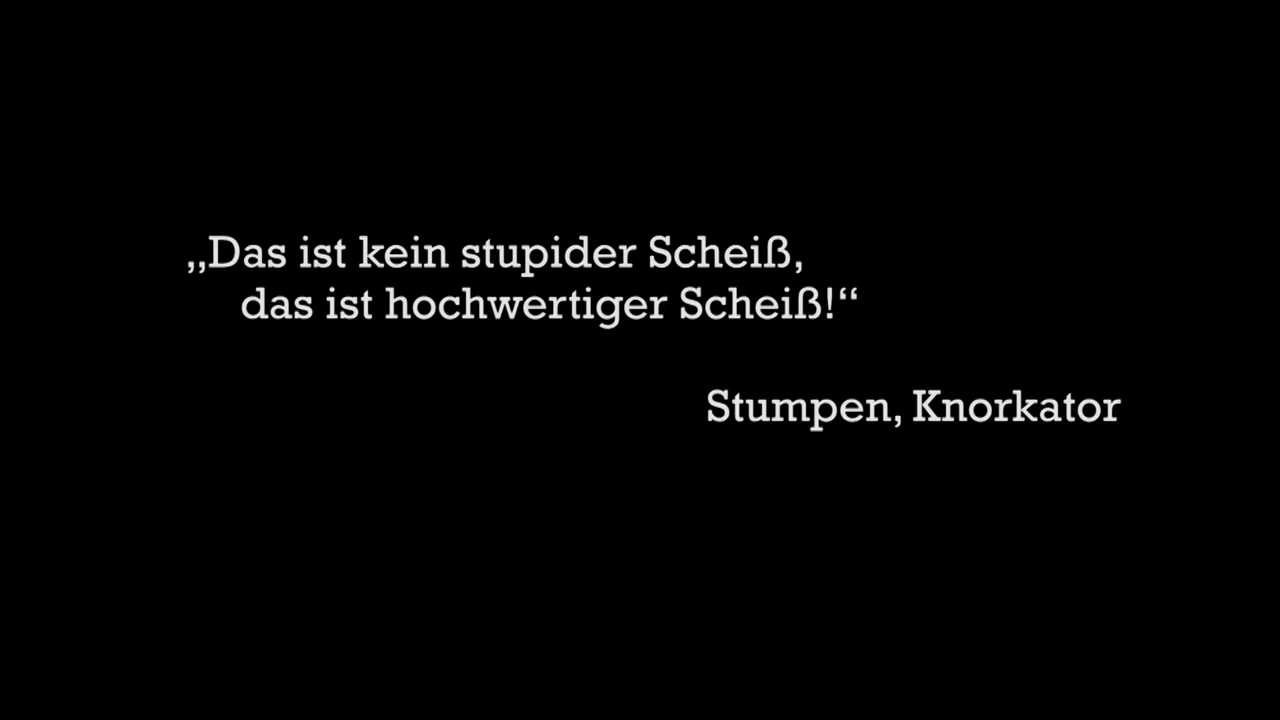 „Das ist kein stupider Scheiß,
das ist hochwertiger Scheiß!“
Stumpen, Knorkator